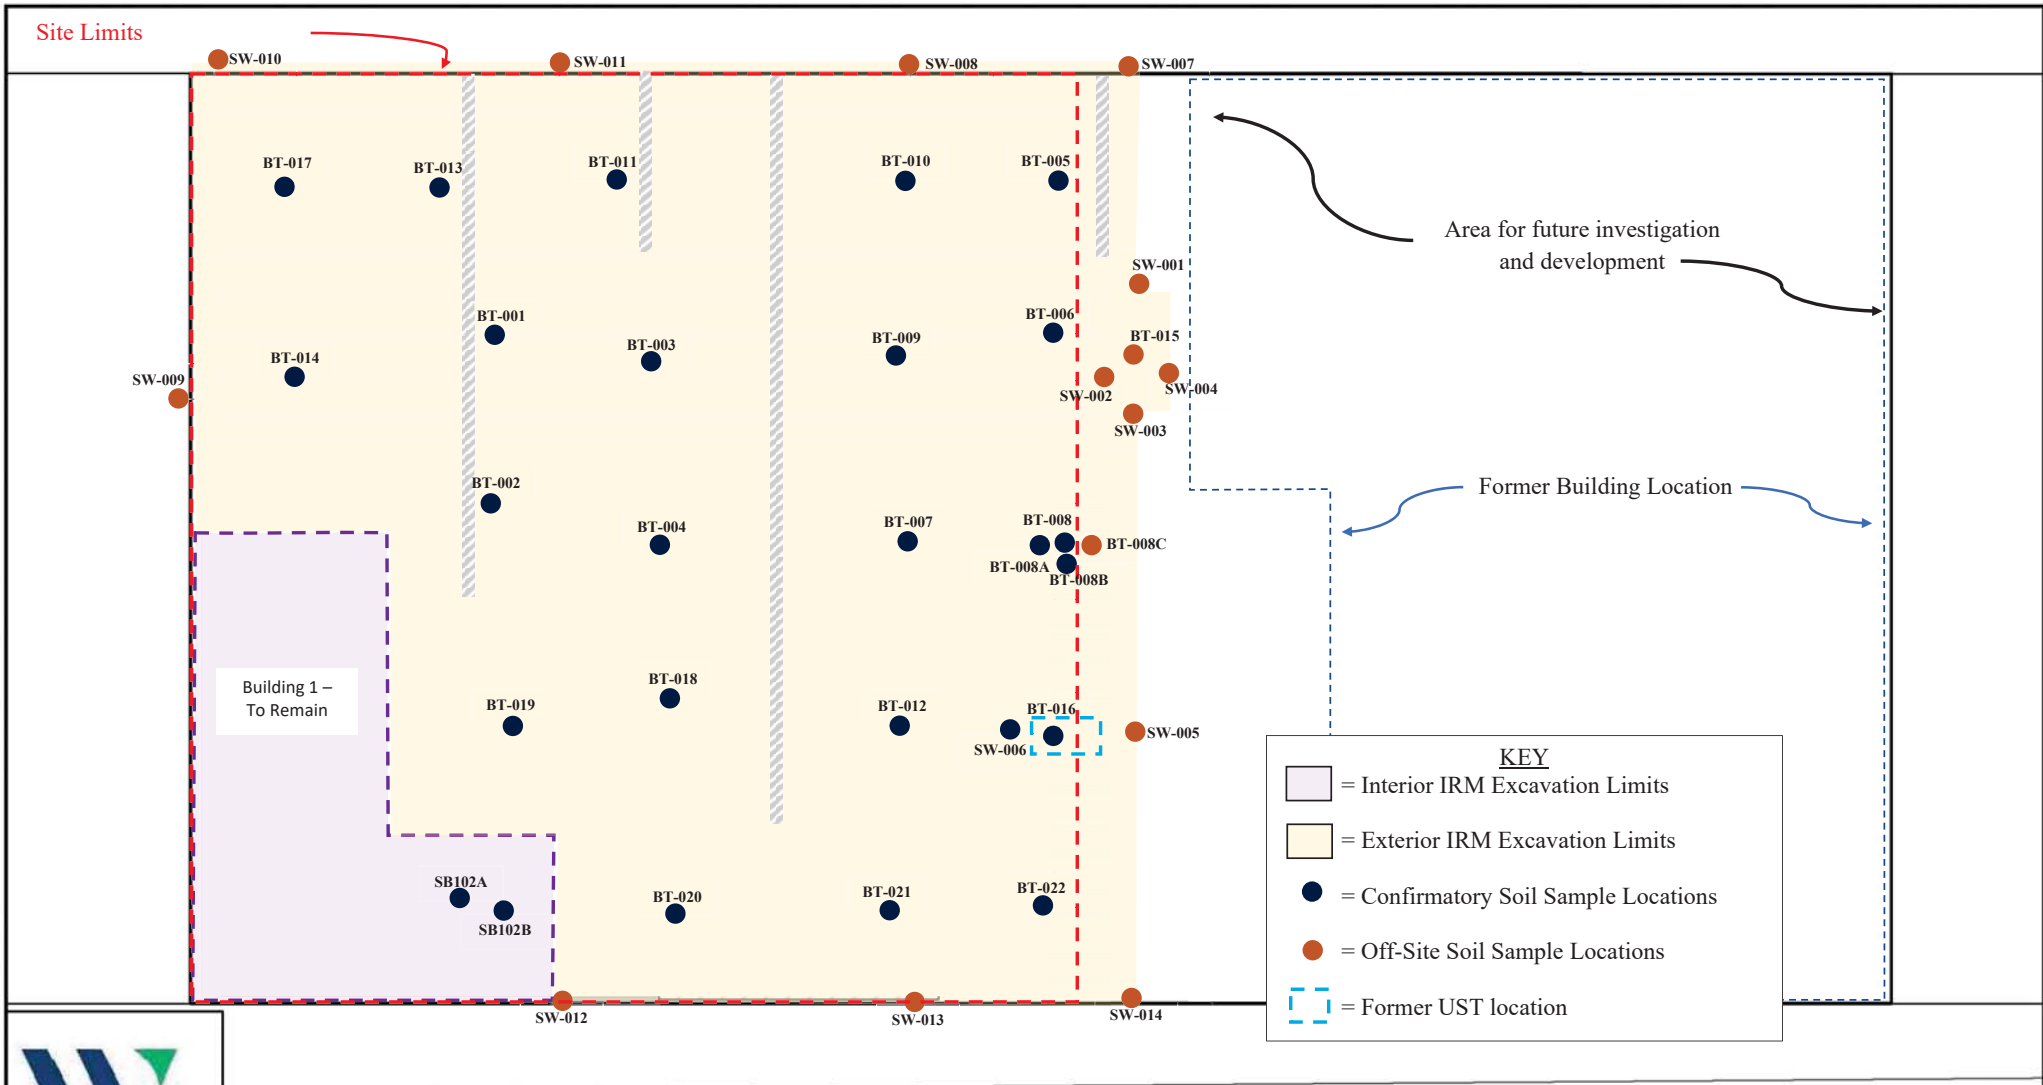 Site Limits
SW-010
SW-011
SW-008
SW-007
BT-017
BT-013
BT-011
BT-010
BT-005
Area for future investigation
and development
SW-001
BT-001
BT-003
BT-009
BT-006
BT-015
BT-014
SW-009
SW-002
SW-004
SW-003
BT-002
Former Building Location
BT-004
BT-007
BT-008
BT-008C
BT-008A
BT-008B
Building 1 –
To Remain
BT-019
BT-018
BT-012
BT-016
SW-006
SW-005
KEY
= Interior IRM Excavation Limits
= Exterior IRM Excavation Limits
= Confirmatory Soil Sample Locations
= Off-Site Soil Sample Locations
= Former UST location
SB102A
SB102B
BT-020
BT-021
BT-022
SW-012
SW-013
SW-014